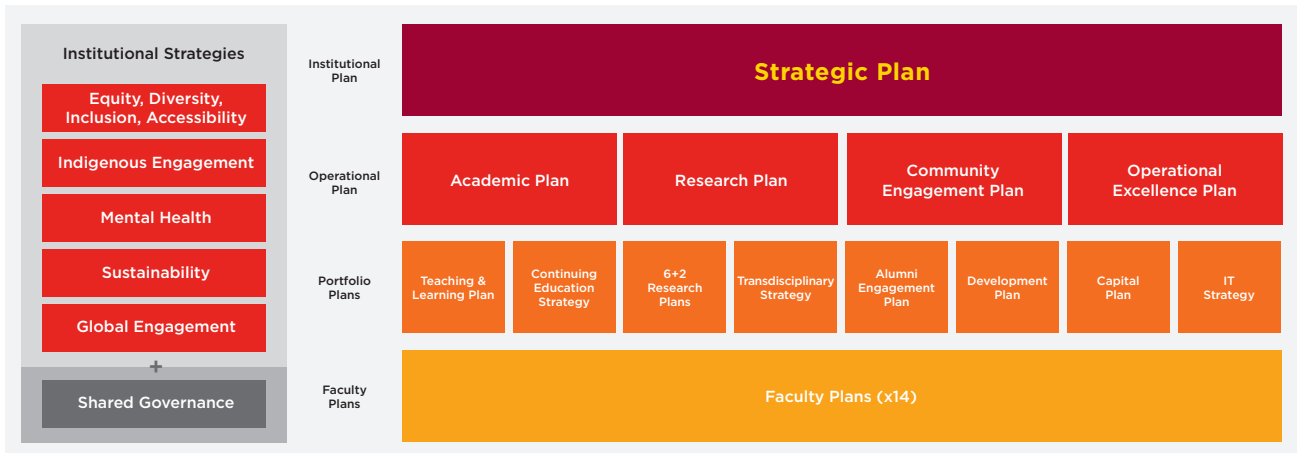 Institutional Strategies
Equity, Diversity,
Inclusion, Accessibility
Indigenous Engagement
Mental Health
Sustainability
Global Engagement
+
Shared Governance
Institutional
Plan
Strategic Plan
Operational
Plan
Academic Plan
Research Plan
Community
Engagement Plan
Operational
Excellence Plan
Portfolio
Plans
Teaching &
Learning Plan
Continuing
Education
Strategy
6+2
Research
Plans
Transdisciplinary
Strategy
Alumni
Engagement
Plan
Development
Plan
Capital
Plan
IT
Strategy
Faculty
Plans
Faculty Plans (x14)